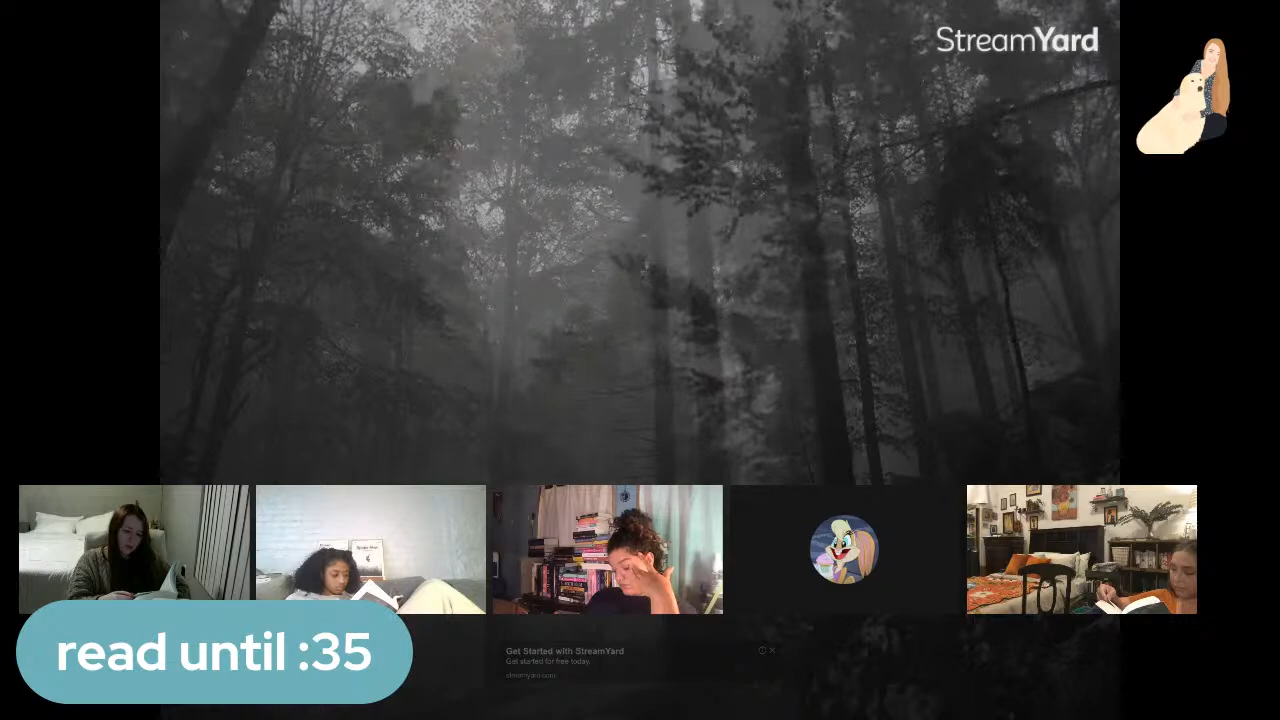 StreamYard
read until :35
Get Started with StreamYard
Get started for free today.
streamyard.com